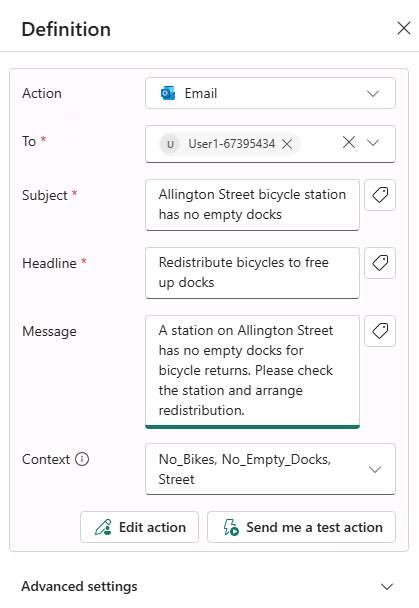 Definition
Action
Email
To *
U
User1-67395434
Subject *
Allington Street bicycle station
has no empty docks
Headline *
Redistribute bicycles to free
up docks
Message
A station on Allington Street
has no empty docks for
bicycle returns. Please check
the station and arrange
redistribution.
Context
No_Bikes, No_Empty_Docks,
Street
Edit action
Send me a test action
Advanced settings